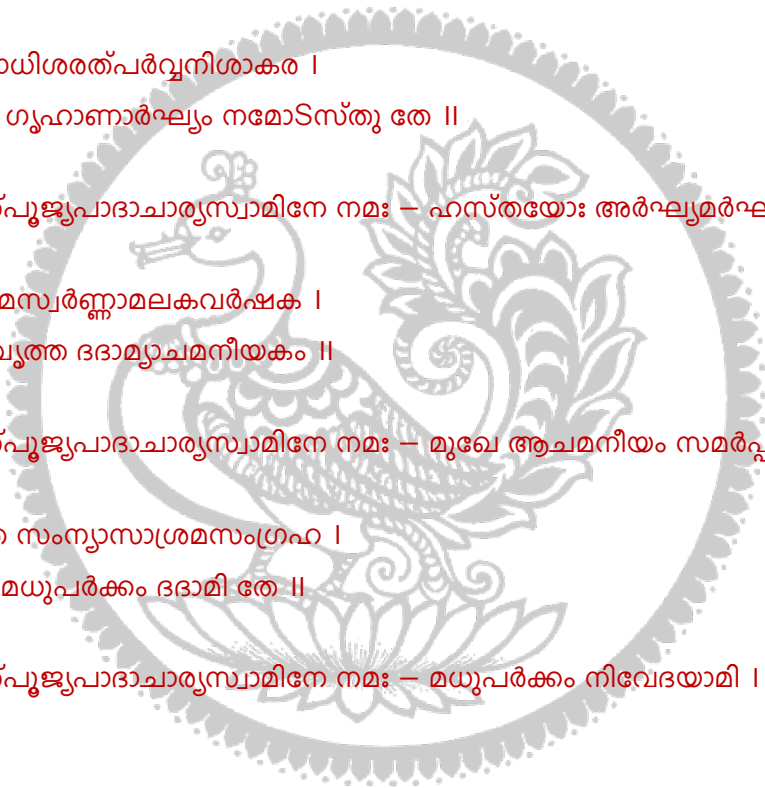 ാധിശരത്പർവ്വനിശാകര ।
ഗൃഹാണാർഘ്യം നമോഽസ്തു തേ ॥
ത്പൂജ്യപാദാചാര്യസ്വാമിനേ നമഃ – ഹസ്തയോഃ അർഘ്യമർഘ
മസ്വർണ്ണാമലകവർഷക ।
വൃത്ത ദദാമ്യാചമനീയകം ॥
ത്പൂജ്യപാദാചാര്യസ്വാമിനേ നമഃ – മുഖേ ആചമനീയം സമർപ്പ
സംന്യാസാശ്രമസംഗ്രഹ ।
മധുപർക്കം ദദാമി തേ ॥
ത്പൂജ്യപാദാചാര്യസ്വാമിനേ നമഃ – മധുപർക്കം നിവേദയാമി ।